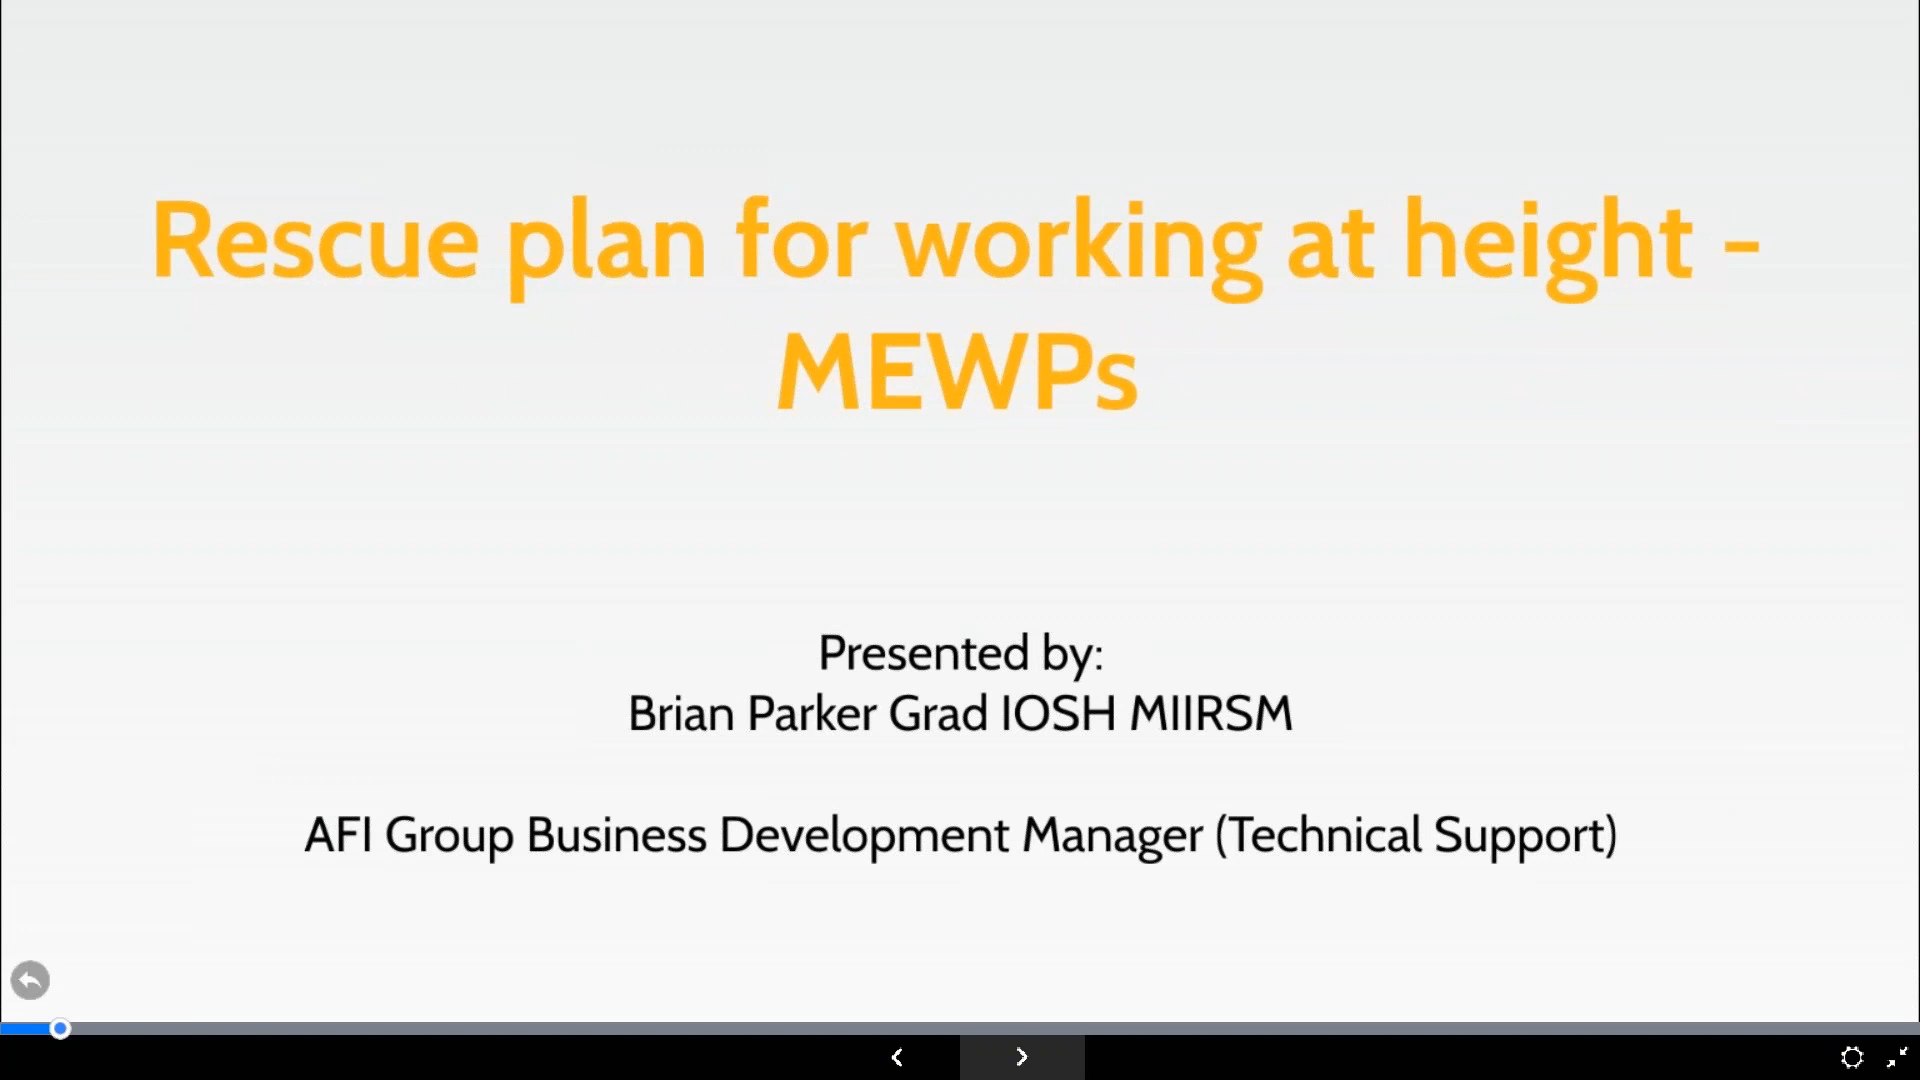 Rescue plan for working at height -
MEWPs
Presented by:
Brian Parker Grad IOSH MIIRSM
AFI Group Business Development Manager (Technical Support)